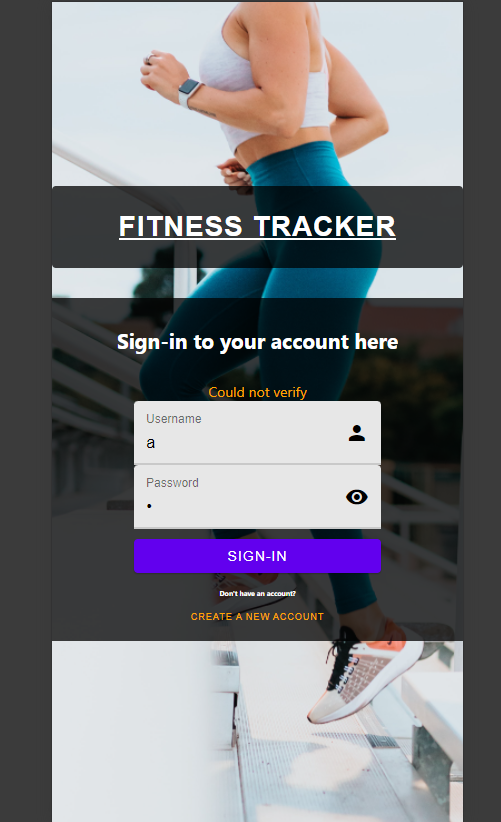 FITNESS TRACKER
Sign-in to your account here
Could not verify
Username
a
Password
•
SIGN-IN
Don't have an account?
CREATE A NEW ACCOUNT